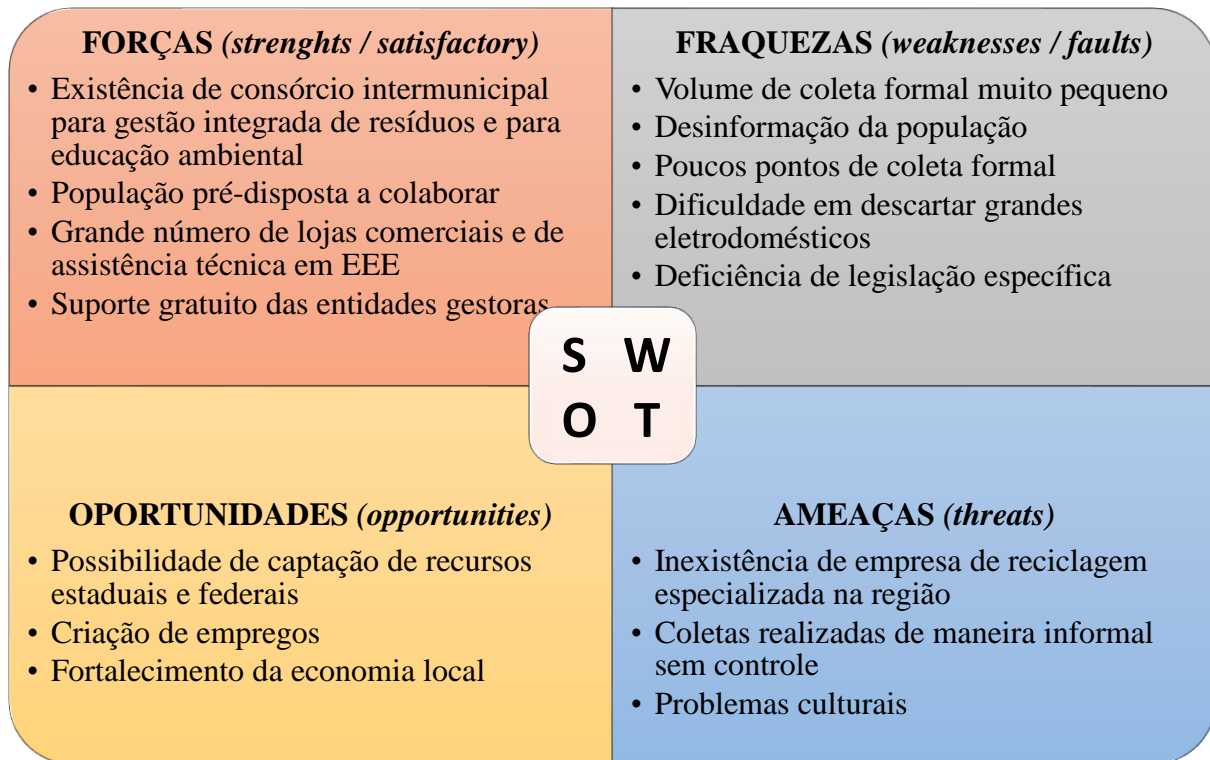 FORÇAS (strenghts / satisfactory)
• Existência de consórcio intermunicipal
para gestão integrada de resíduos e para
educação ambiental
• População pré-disposta a colaborar
• Grande número de lojas comerciais e de
assistência técnica em EEE
• Suporte gratuito das entidades gestoras
FRAQUEZAS (weaknesses / faults)
• Volume de coleta formal muito pequeno
• Desinformação da população
• Poucos pontos de coleta formal
• Dificuldade em descartar grandes
eletrodomésticos
• Deficiência de legislação específica
S W
O T
OPORTUNIDADES (opportunities)
• Possibilidade de captação de recursos
estaduais e federais
• Criação de empregos
• Fortalecimento da economia local
AMEAÇAS (threats)
• Inexistência de empresa de reciclagem
especializada na região
• Coletas realizadas de maneira informal
sem controle
• Problemas culturais